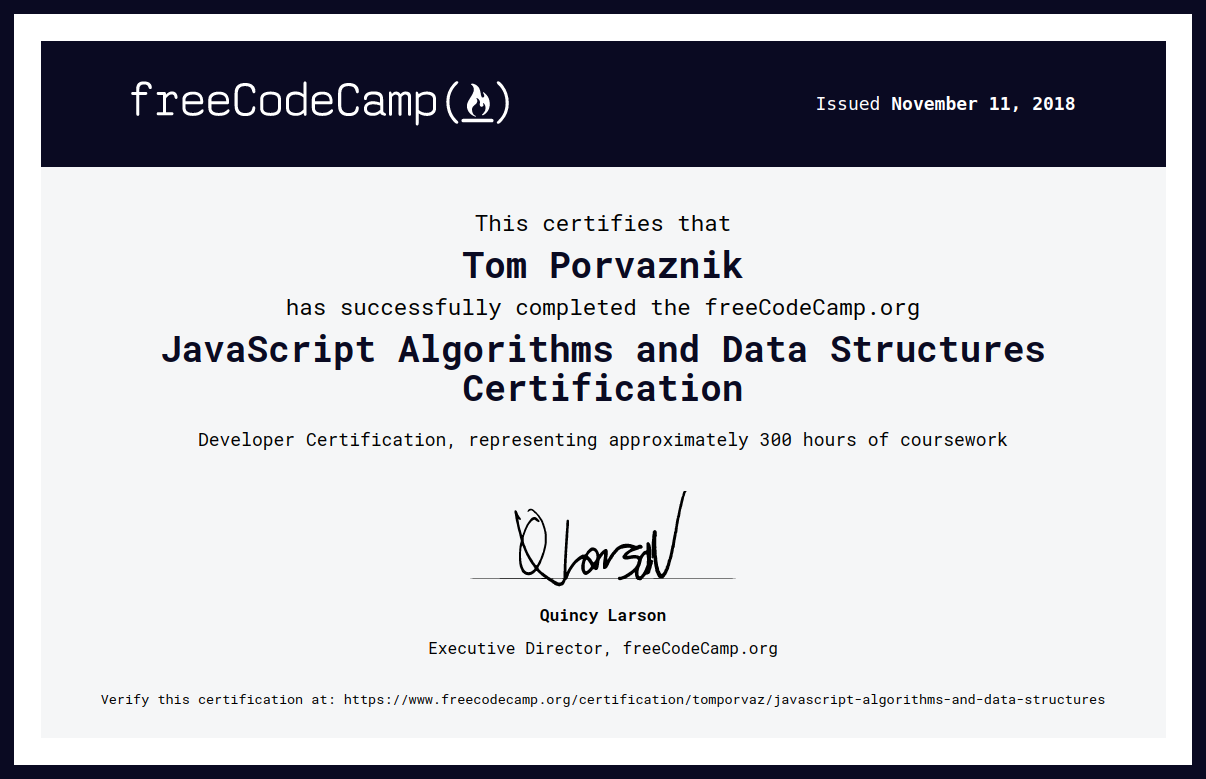 freeCodeCamp(🔥)
Issued November 11, 2018
This certifies that
Tom Porvaznik
has successfully completed the freeCodeCamp.org
JavaScript Algorithms and Data Structures
Certification
Developer Certification, representing approximately 300 hours of coursework
Q Larson
Quincy Larson
Executive Director, freeCodeCamp.org
Verify this certification at: https://www.freecodecamp.org/certification/tomporvaz/javascript-algorithms-and-data-structures